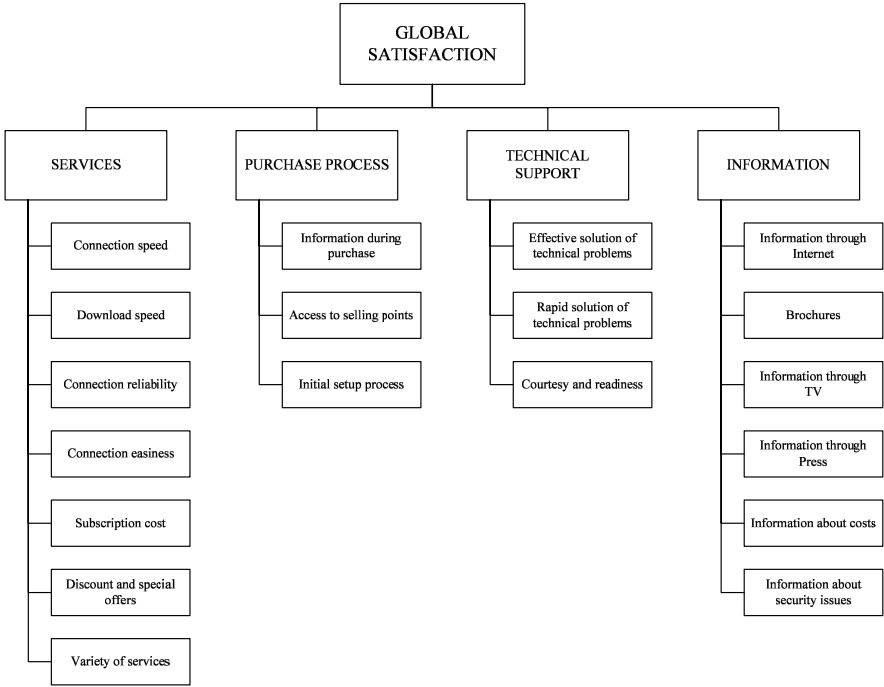 GLOBAL
SATISFACTION
SERVICES
PURCHASE PROCESS
TECHNICAL
SUPPORT
INFORMATION
Connection speed
Download speed
Connection reliability
Connection easiness
Subscription cost
Discount and special
offers
Variety of services
Information during
purchase
Access to selling points
Initial setup process
Effective solution of
technical problems
Rapid solution of
technical problems
Courtesy and readiness
Information through
Internet
Brochures
Information through
TV
Information through
Press
Information about costs
Information about
security issues